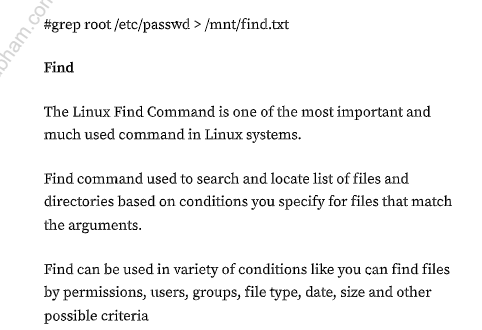 #grep root /etc/passwd > /mnt/find.txt
Find
The Linux Find Command is one of the most important and
much used command in Linux systems.
Find command used to search and locate list of files and
directories based on conditions you specify for files that match
the arguments.
Find can be used in variety of conditions like you can find files
by permissions, users, groups, file type, date, size and other
possible criteria